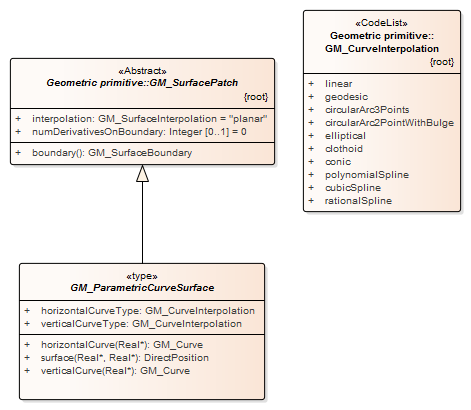 «Abstract»
Geometric primitive::GM_SurfacePatch
{root}
+ interpolation: GM_SurfaceInterpolation = "planar"
+ numDerivativesOnBoundary: Integer [0..1] = 0
+ boundary(): GM_SurfaceBoundary
«CodeList»
Geometric primitive::
GM_CurveInterpolation
{root}
+ linear
+ geodesic
+ circularArc3Points
+ circularArc2PointWithBulge
+ elliptical
+ clothoid
+ conic
+ polynomialSpline
+ cubicSpline
+ rationalSpline
«type»
GM_ParametricCurveSurface
+ horizontalCurveType: GM_CurveInterpolation
+ verticalCurveType: GM_CurveInterpolation
+ horizontalCurve(Real*): GM_Curve
+ surface(Real*, Real*): DirectPosition
+ verticalCurve(Real*): GM_Curve